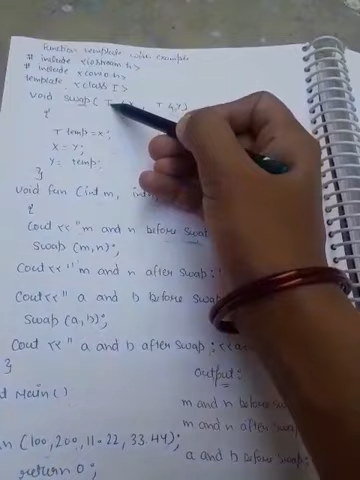 Function template with example
# include <iostream.h>
# include <conio.h>
template <class T>
void swap( T &x, T &y)
{
T temp = x;
x = y;
y = temp;
}
void fun (int m, int n,
{
cout << "m and n before swap
swap (m,n);
cout << "m and n after swap:"
cout << " a and b before swap
swap (a,b);
cout << " a and b after swap : <<a<<
}
Main()
output:
m and n before swap
m and n after swap
(100, 200, 11.22, 33.44);
a and b before swap:
return 0;